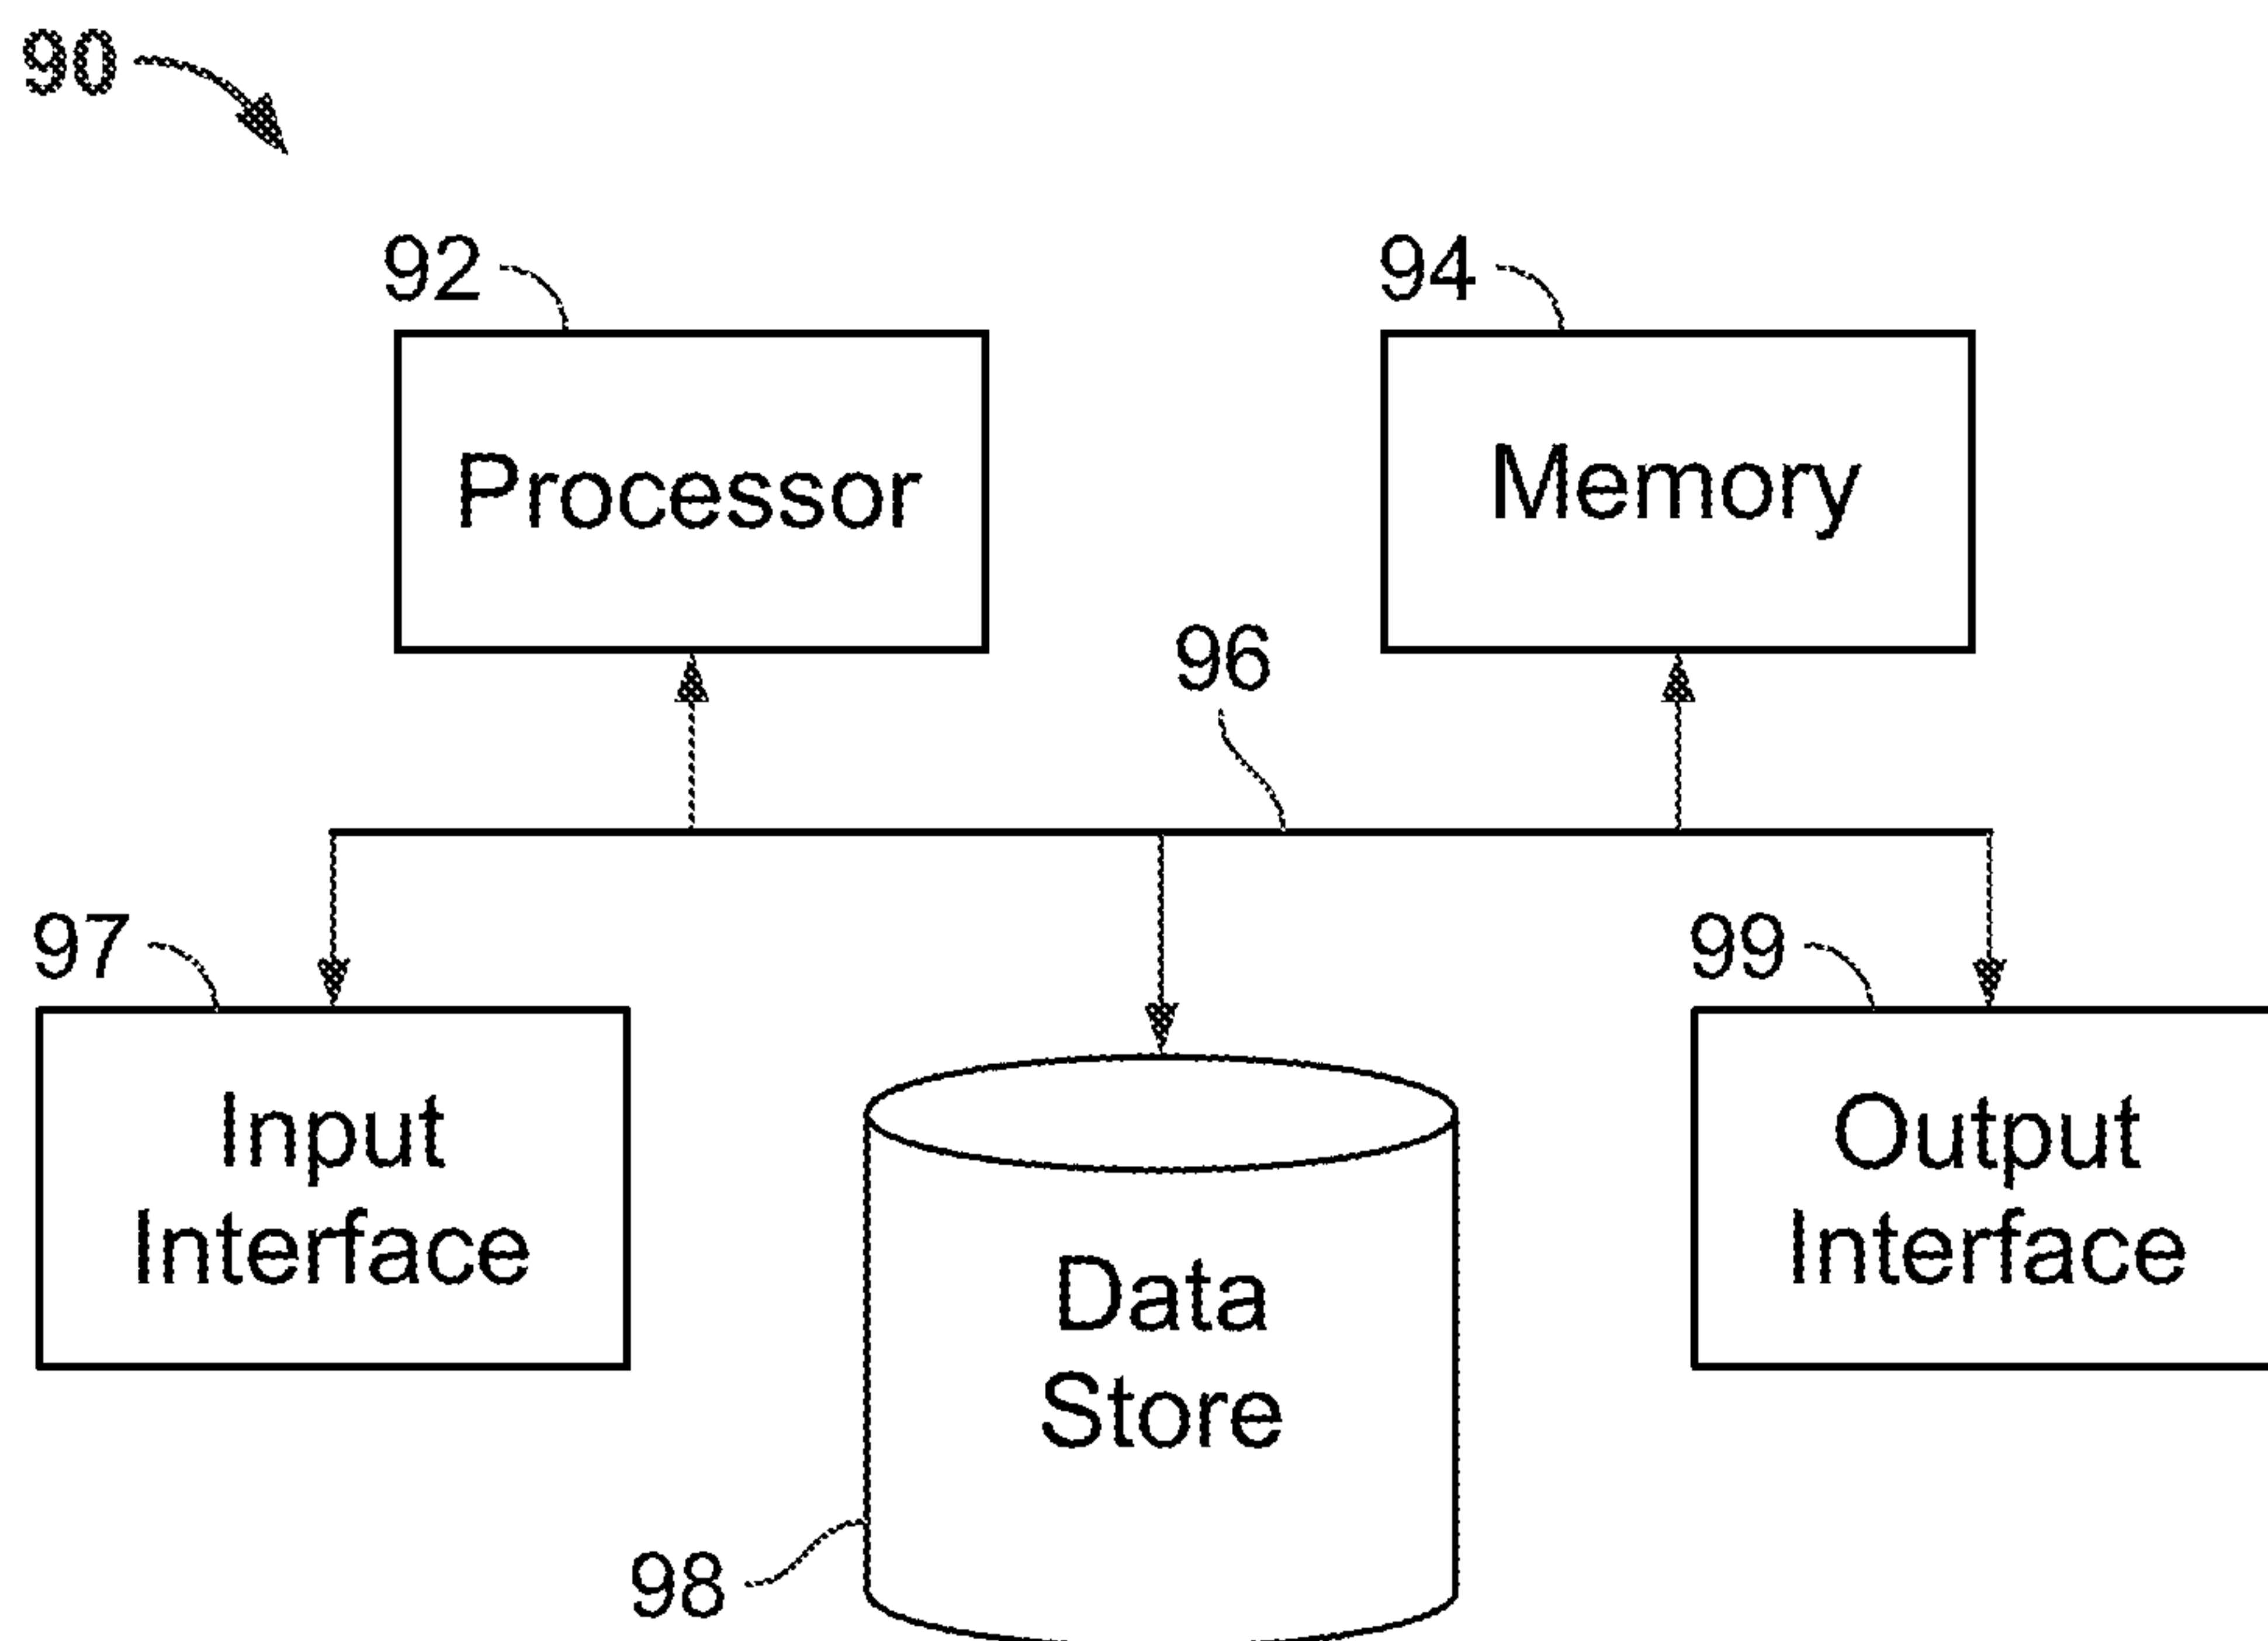 90
92
94
Processor
Memory
96
97
99
Input
Interface
Output
Interface
Data
Store
98